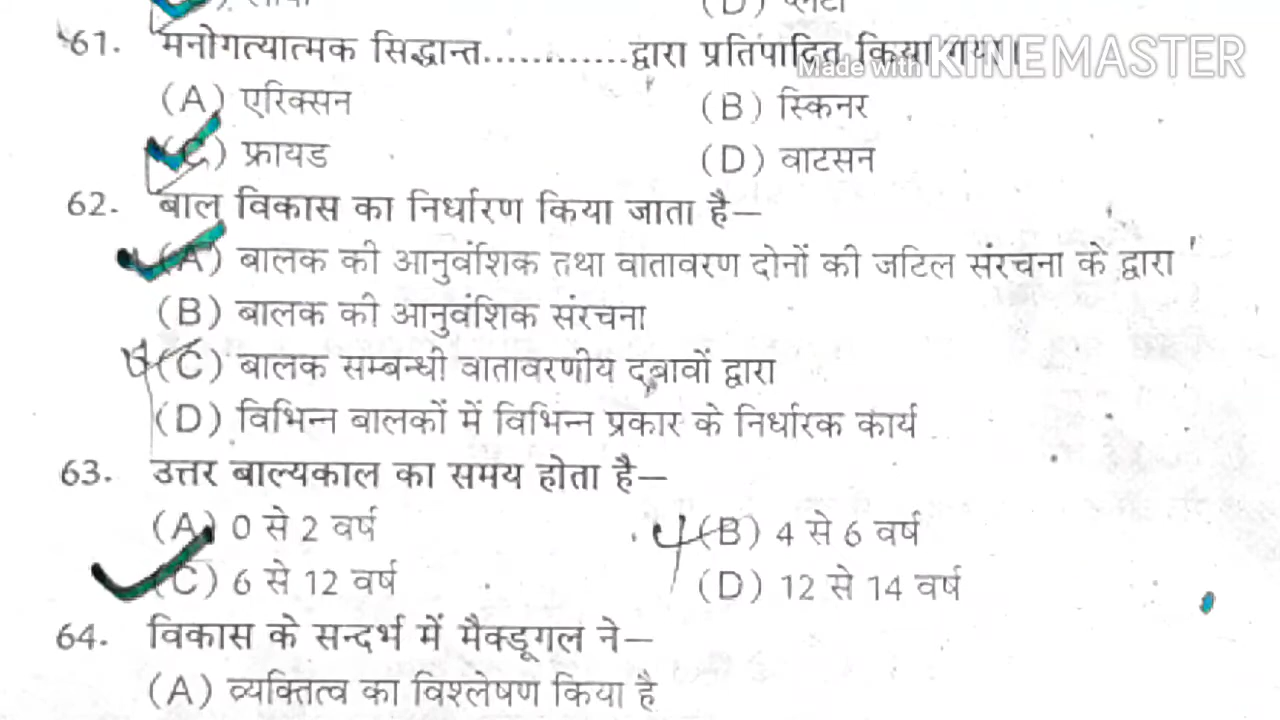 (D) प्लेटो
61. मनोगत्यात्मक सिद्धान्त............द्वारा प्रतिपादित किया गया।
Made with KINEMASTER
(A) एरिक्सन (B) स्किनर
(C) फ्रायड (D) वाटसन
62. बाल विकास का निर्धारण किया जाता है—
(A) बालक की आनुवंशिक तथा वातावरण दोनों की जटिल संरचना के द्वारा
(B) बालक की आनुवंशिक संरचना
(C) बालक सम्बन्धी वातावरणीय दबावों द्वारा
(D) विभिन्न बालकों में विभिन्न प्रकार के निर्धारक कार्य
63. उत्तर बाल्यकाल का समय होता है—
(A) 0 से 2 वर्ष (B) 4 से 6 वर्ष
(C) 6 से 12 वर्ष (D) 12 से 14 वर्ष
64. विकास के सन्दर्भ में मैक्डूगल ने—
(A) व्यक्तित्व का विश्लेषण किया है